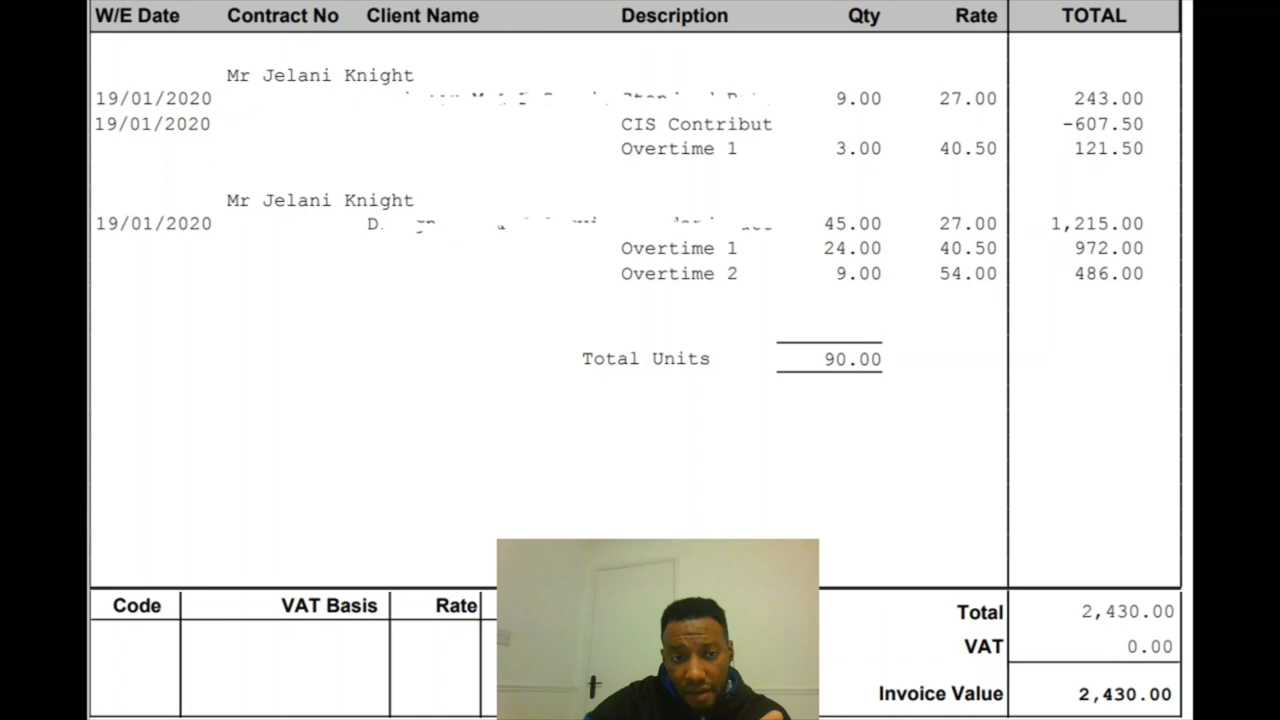 W/E Date Contract No Client Name Description Qty Rate TOTAL
Mr Jelani Knight
19/01/2020 9.00 27.00 243.00
19/01/2020 CIS Contribut -607.50
Overtime 1 3.00 40.50 121.50
Mr Jelani Knight
19/01/2020 45.00 27.00 1,215.00
Overtime 1 24.00 40.50 972.00
Overtime 2 9.00 54.00 486.00
Total Units 90.00
Code VAT Basis Rate
Total 2,430.00
VAT 0.00
Invoice Value 2,430.00